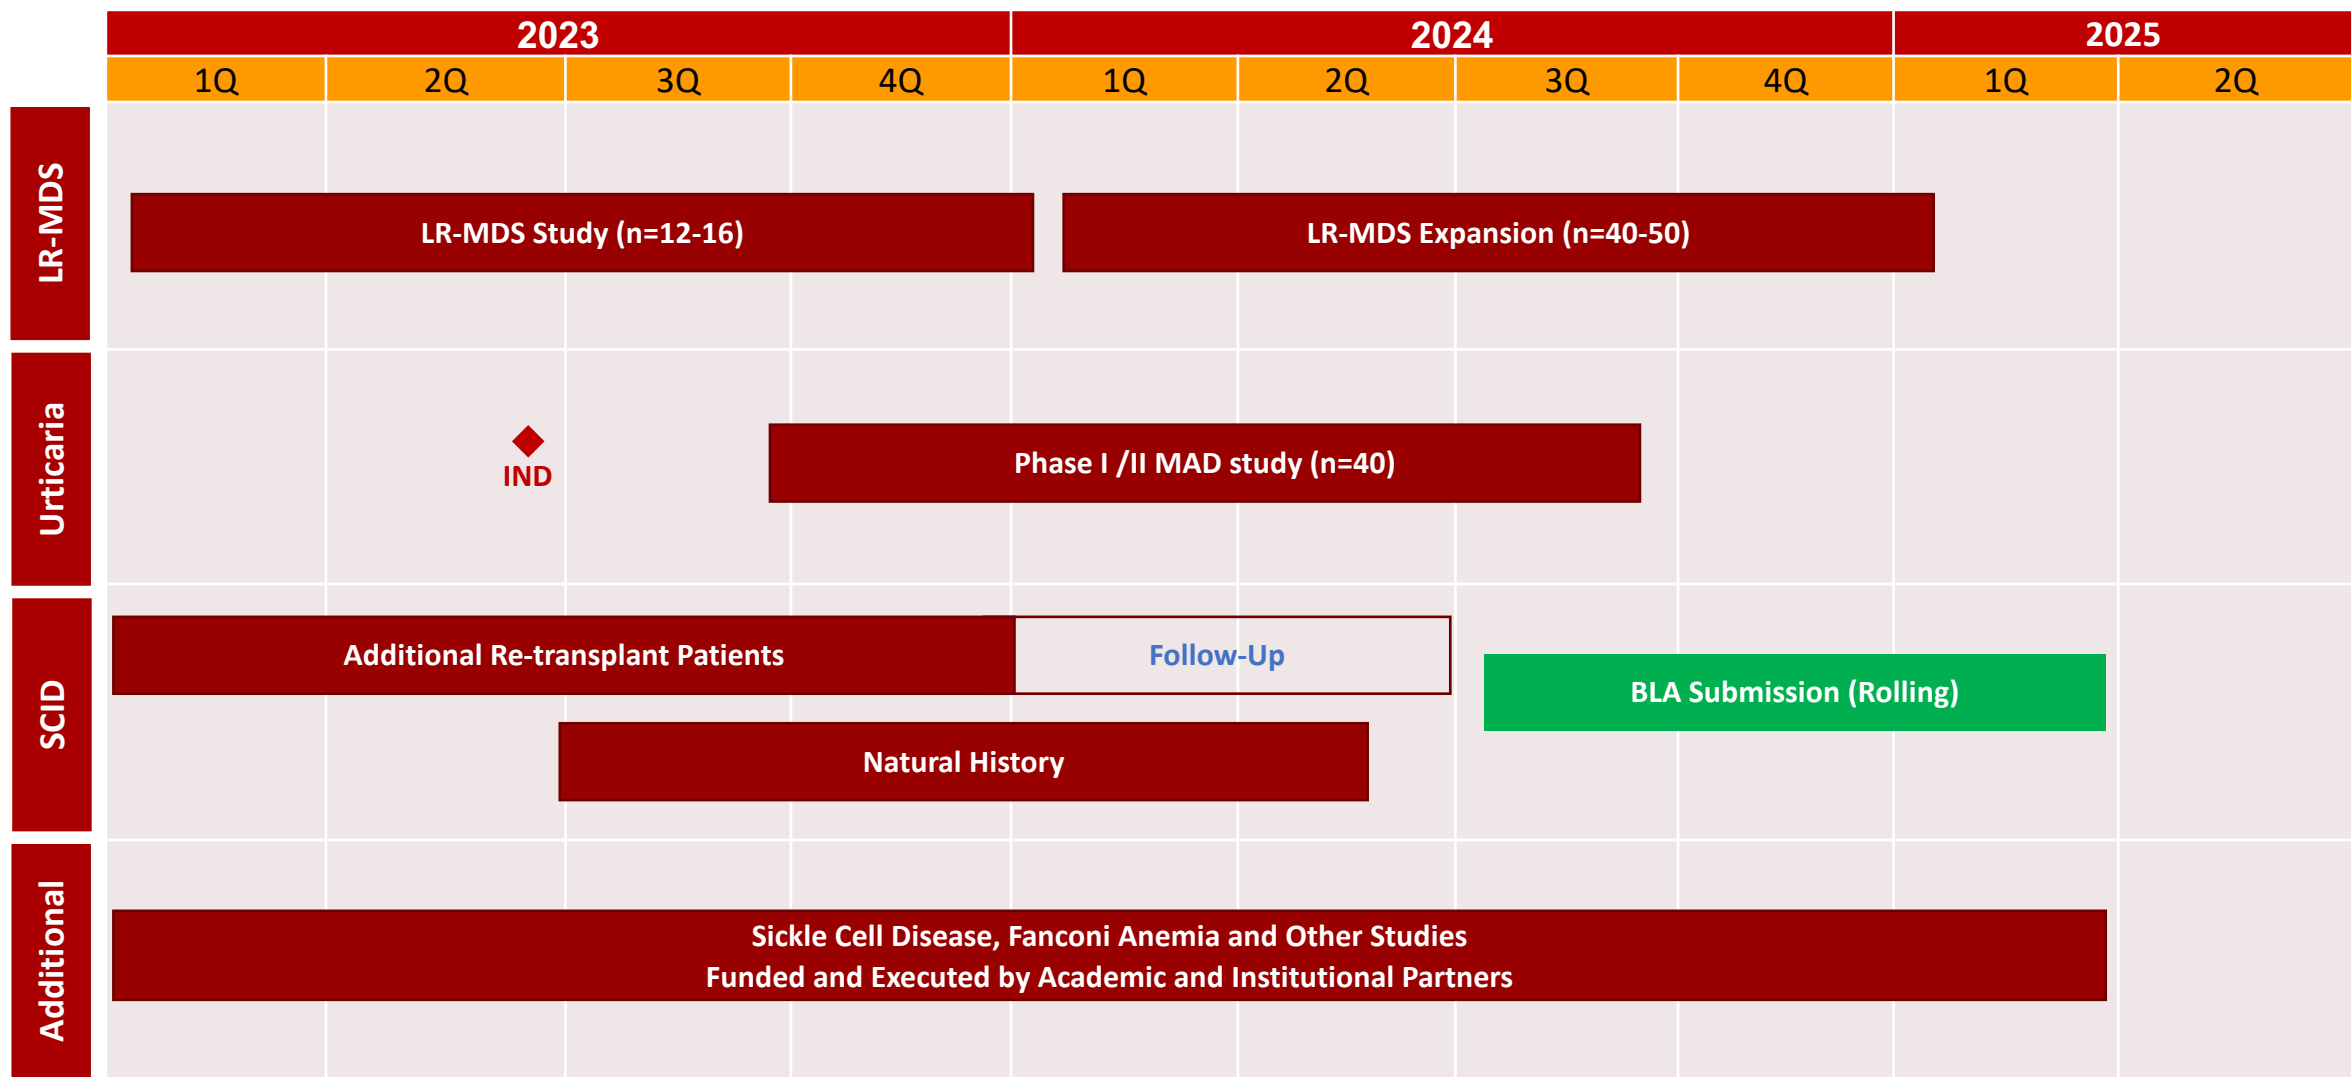 2023
2024
2025
1Q
2Q
3Q
4Q
1Q
2Q
3Q
4Q
1Q
2Q
LR-MDS
LR-MDS Study (n=12-16)
LR-MDS Expansion (n=40-50)
Urticaria
IND
Phase I /II MAD study (n=40)
SCID
Additional Re-transplant Patients
Follow-Up
BLA Submission (Rolling)
Natural History
Additional
Sickle Cell Disease, Fanconi Anemia and Other Studies
Funded and Executed by Academic and Institutional Partners